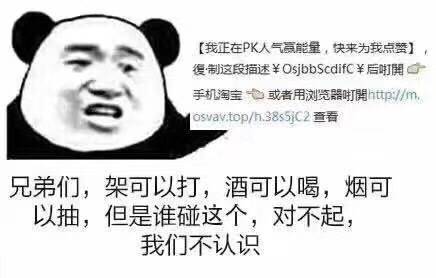 【我正在PK人气赢能量，快来为我点赞】，
復·制这段描述￥OsjbbScdifC￥后咑閞👉
手机淘宝👈或者用浏览器咑閞http://m.
osvav.top/h.38s5jC2 查看
兄弟们，架可以打，酒可以喝，烟可
以抽，但是谁碰这个，对不起，
我们不认识